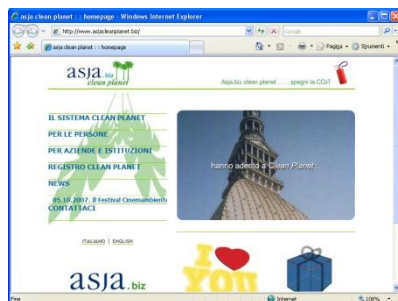 asja clean planet : : homepage - Windows Internet Explorer
http://www.asjacleanplanet.biz/
Google
asja clean planet : : homepage
Pagina
Strumenti
asja.biz
clean planet
Asja.biz clean planet . . . . spegni la CO2!
IL SISTEMA CLEAN PLANET
PER LE PERSONE
PER AZIENDE E ISTITUZIONI
REGISTRO CLEAN PLANET
NEWS
05.10.2007. Il Festival Cinemambiente
CONTATTACI
hanno aderito a Clean Planet :
ITALIANO | ENGLISH
asja.biz
I
YOU
Fine
Internet
100%